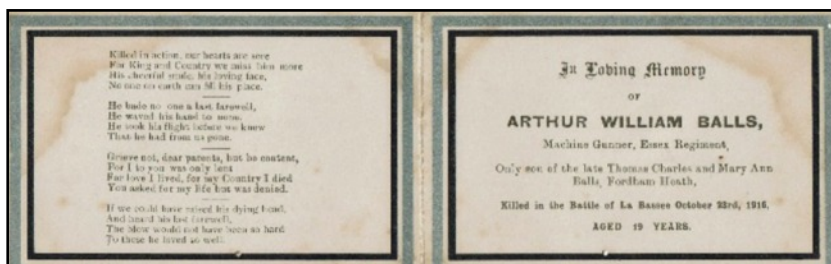 Killed in action, our hearts are sore
For King and Country we miss him more
His cheerful smile, his loving face,
No one on earth can fill his place.
He bade no one a last farewell,
He waved his hand to none.
He took his flight before we knew
That he had from us gone.
Grieve not, dear parents, but be content,
For I to you was only lent
For love I lived, for my Country I died
You asked for my life but was denied.
If we could have raised his dying head,
And heard his last farewell,
The blow would not have been so hard
To those he loved so well.
In Loving Memory
OF
ARTHUR WILLIAM BALLS,
Machine Gunner, Essex Regiment,
Only son of the late Thomas Charles and Mary Ann
Balls, Fordham Heath,
Killed in the Battle of La Bassee October 23rd, 1916.
AGED 19 YEARS.